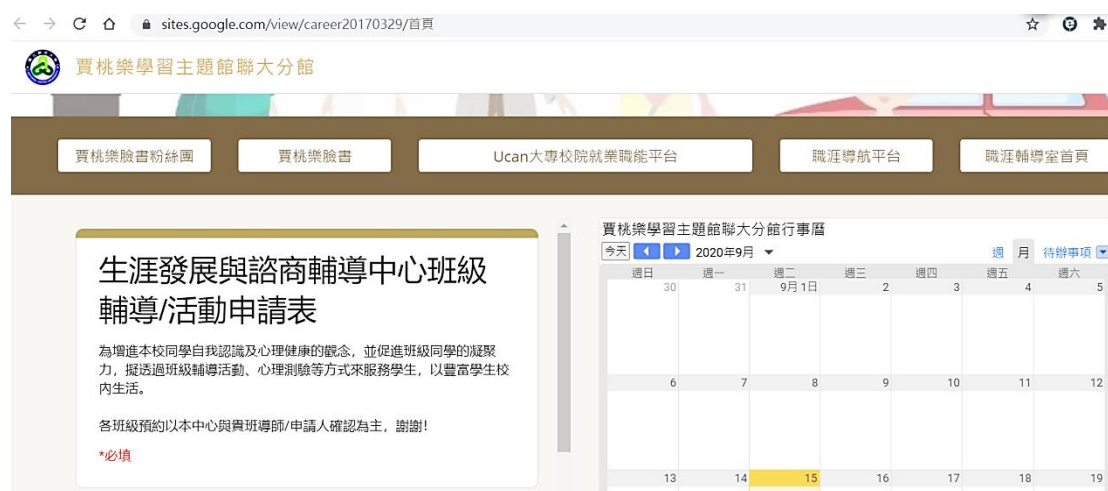 sites.google.com/view/career20170329/首頁
賈桃樂學習主題館聯大分館
賈桃樂臉書粉絲團
賈桃樂臉書
Ucan大專校院就業職能平台
職涯導航平台
職涯輔導室首頁
生涯發展與諮商輔導中心班級
輔導/活動申請表
為增進本校同學自我認識及心理健康的觀念，並促進班級同學的凝聚
力，擬透過班級輔導活動、心理測驗等方式來服務學生，以豐富學生校
內生活。
各班級預約以本中心與貴班導師/申請人確認為主，謝謝!
*必填
賈桃樂學習主題館聯大分館行事曆
今天 2020年9月 週 月 待辦事項
週日 週一 週二 週三 週四 週五 週六
30 31 9月 1日 2 3 4 5
6 7 8 9 10 11 12
13 14 15 16 17 18 19